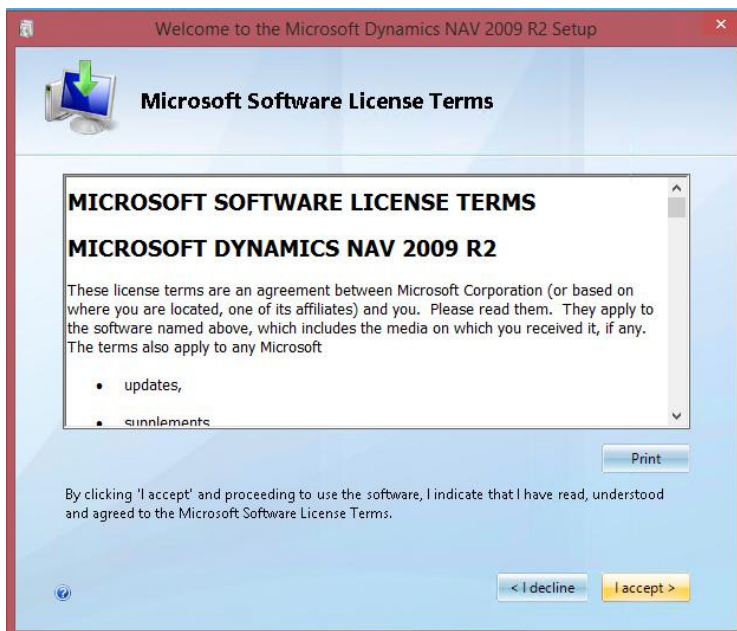 Welcome to the Microsoft Dynamics NAV 2009 R2 Setup
Microsoft Software License Terms
MICROSOFT SOFTWARE LICENSE TERMS
MICROSOFT DYNAMICS NAV 2009 R2
These license terms are an agreement between Microsoft Corporation (or based on
where you are located, one of its affiliates) and you.  Please read them.  They apply to
the software named above, which includes the media on which you received it, if any.
The terms also apply to any Microsoft
• updates,
• supplements
Print
By clicking 'I accept' and proceeding to use the software, I indicate that I have read, understood
and agreed to the Microsoft Software License Terms.
< I decline
I accept >